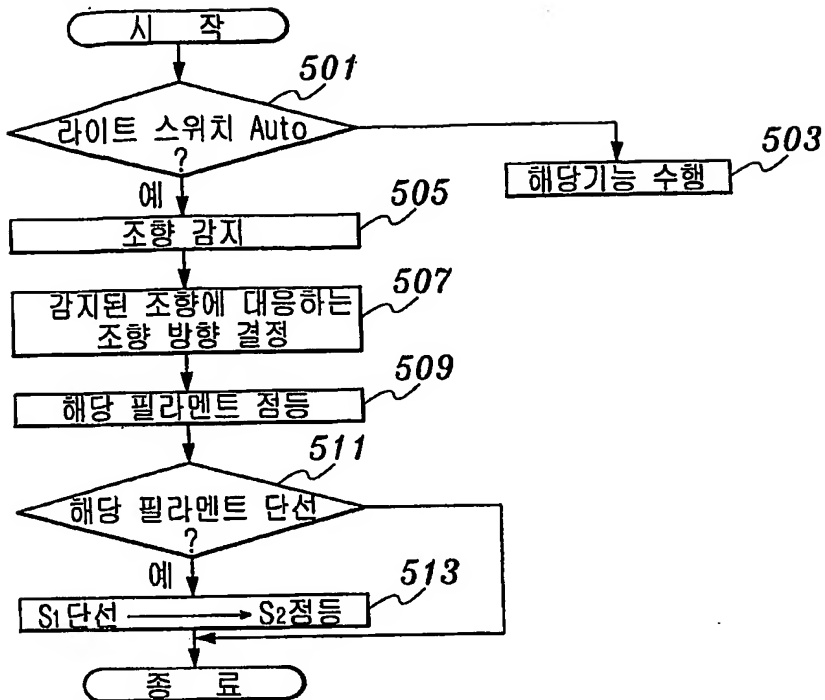 시 작
501
라이트 스위치 Auto
?
예
503
해당기능 수행
505
조향 감지
507
감지된 조향에 대응하는
조향 방향 결정
509
해당 필라멘트 점등
511
해당 필라멘트 단선
?
예
513
S1단선 → S2점등
종 료